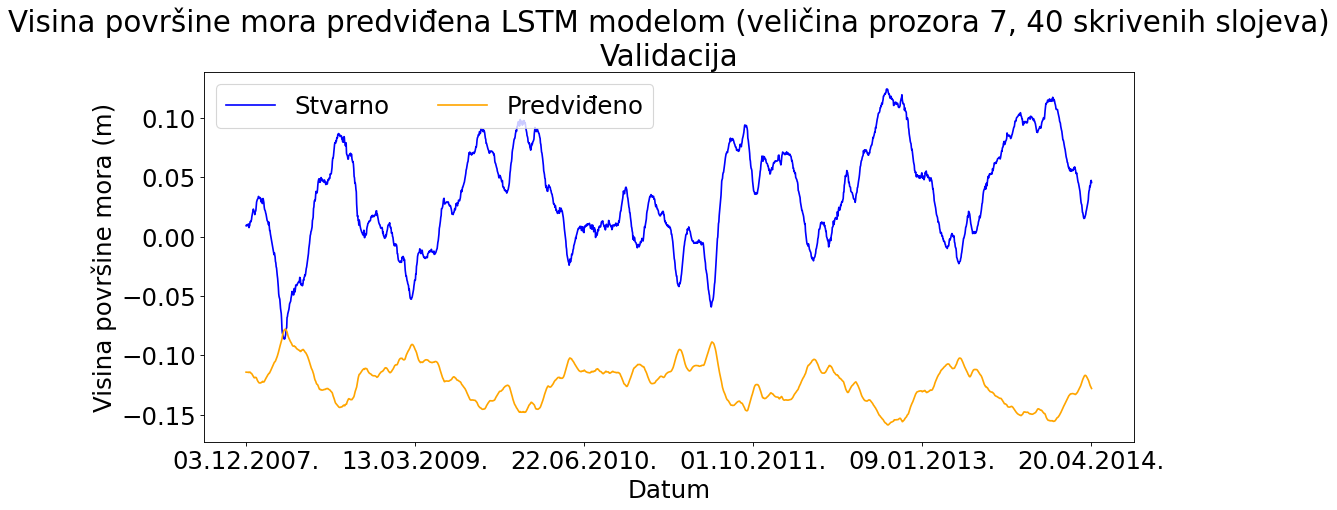 Visina površine mora predviđena LSTM modelom (veličina prozora 7, 40 skrivenih slojeva)
Validacija
Stvarno
Predviđeno
Visina površine mora (m)
0.10
0.05
0.00
−0.05
−0.10
−0.15
03.12.2007. 13.03.2009. 22.06.2010. 01.10.2011. 09.01.2013. 20.04.2014.
Datum